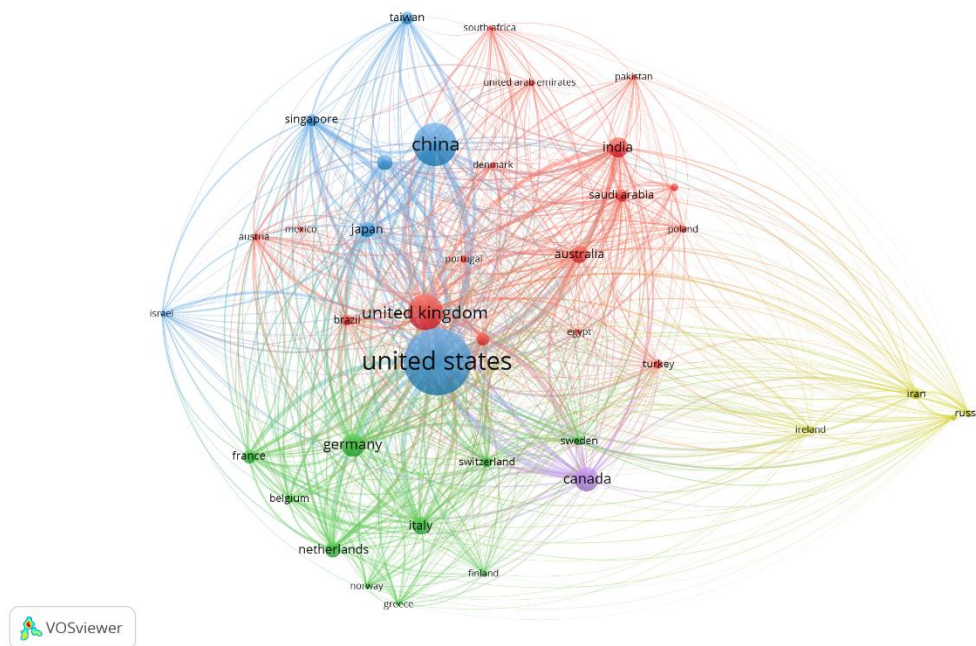 taiwan
south africa
pakistan
united arab emirates
singapore
china
india
denmark
saudi arabia
japan
mexico
austria
poland
australia
portugal
israel
united kingdom
brazil
egypt
united states
turkey
iran
russ
ireland
sweden
germany
france
switzerland
canada
belgium
italy
netherlands
finland
norway
greece
VOSviewer